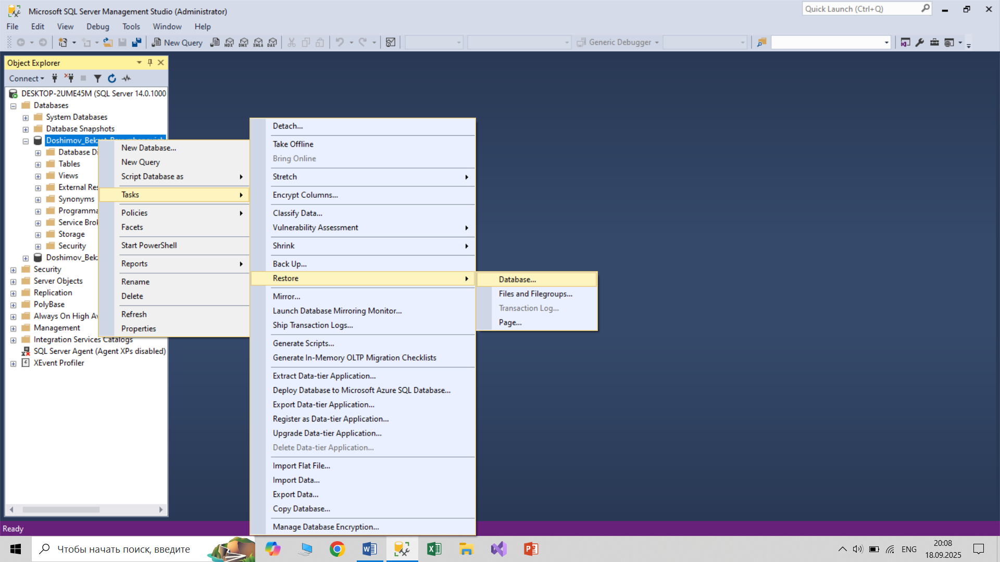 Microsoft SQL Server Management Studio (Administrator)
Quick Launch (Ctrl+Q)
File Edit View Debug Tools Window Help
New Query MDX DMX XMLA DAX Generic Debugger
Object Explorer
Connect
DESKTOP-2UME45M (SQL Server 14.0.1000
Databases
System Databases
Database Snapshots
Doshimov_Bek
Database Di
Tables
Views
External Res
Synonyms
Programma
Service Brok
Storage
Security
Doshimov_Bek
Security
Server Objects
Replication
PolyBase
Always On High Av
Management
Integration Services Catalogs
SQL Server Agent (Agent XPs disabled)
XEvent Profiler
New Database...
New Query
Script Database as
Tasks
Policies
Facets
Start PowerShell
Reports
Rename
Delete
Refresh
Properties
Detach...
Take Offline
Bring Online
Stretch
Encrypt Columns...
Classify Data...
Vulnerability Assessment
Shrink
Back Up...
Restore
Mirror...
Launch Database Mirroring Monitor...
Ship Transaction Logs...
Generate Scripts...
Generate In-Memory OLTP Migration Checklists
Extract Data-tier Application...
Deploy Database to Microsoft Azure SQL Database...
Export Data-tier Application...
Register as Data-tier Application...
Upgrade Data-tier Application...
Delete Data-tier Application...
Import Flat File...
Import Data...
Export Data...
Copy Database...
Manage Database Encryption...
Database...
Files and Filegroups...
Transaction Log...
Page...
Ready
Чтобы начать поиск, введите
ENG
20:08
18.09.2025